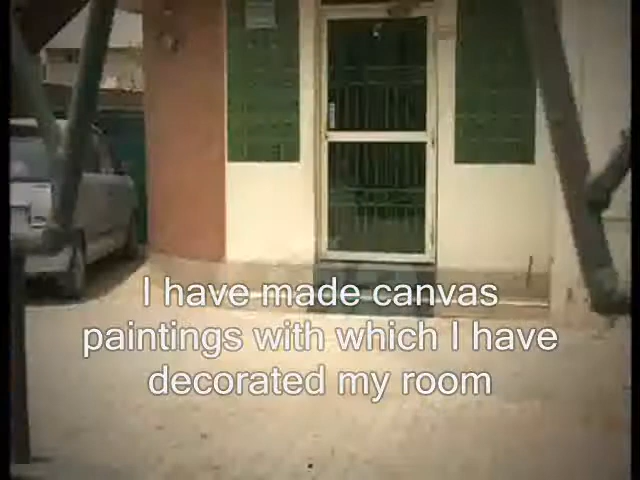 I have made canvas
paintings with which I have
decorated my room